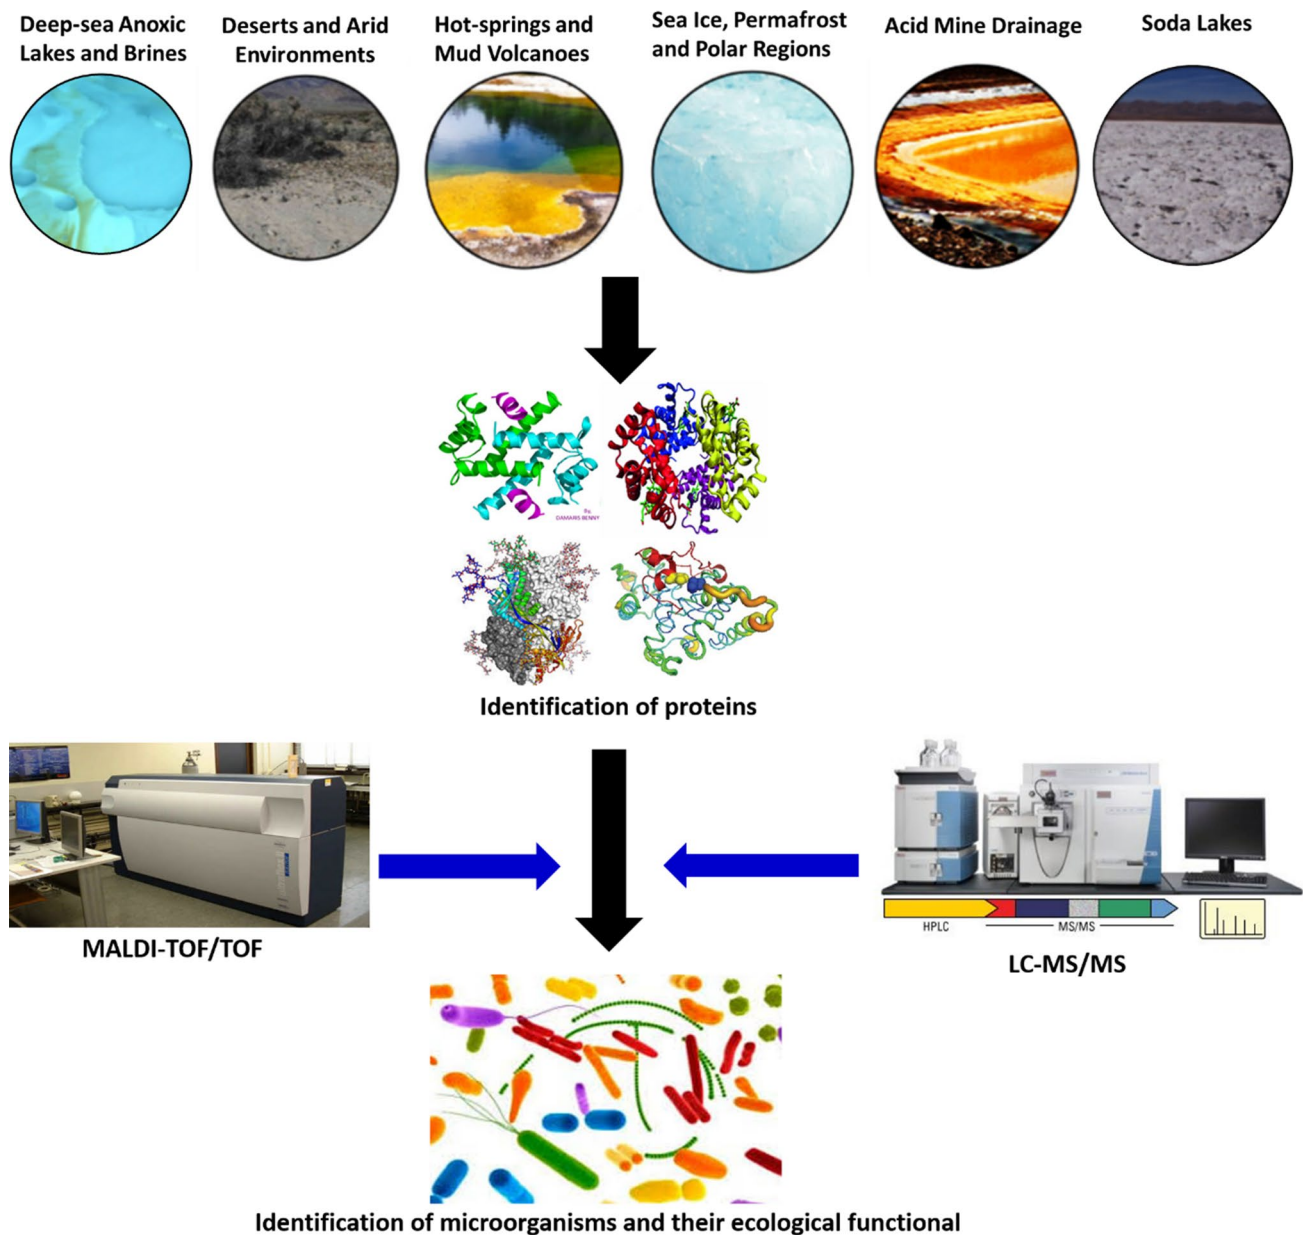 Deep-sea Anoxic
Lakes and Brines
Deserts and Arid
Environments
Hot-springs and
Mud Volcanoes
Sea Ice, Permafrost
and Polar Regions
Acid Mine Drainage
Soda Lakes
By,
DAMARIS BENNY
Identification of proteins
MALDI-TOF/TOF
HPLC
MS/MS
LC-MS/MS
Identification of microorganisms and their ecological functional